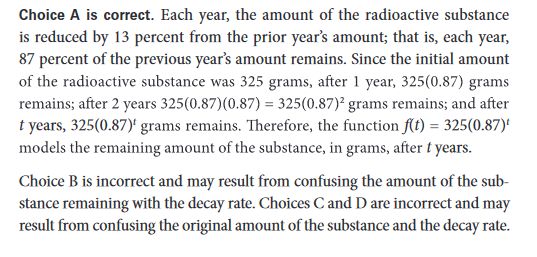 Choice A is correct. Each year, the amount of the radioactive substance
is reduced by 13 percent from the prior year's amount; that is, each year,
87 percent of the previous year's amount remains. Since the initial amount
of the radioactive substance was 325 grams, after 1 year, 325(0.87) grams
remains; after 2 years 325(0.87)(0.87) = 325(0.87)² grams remains; and after
t years, 325(0.87)ᵗ grams remains. Therefore, the function f(t) = 325(0.87)ᵗ
models the remaining amount of the substance, in grams, after t years.
Choice B is incorrect and may result from confusing the amount of the sub-
stance remaining with the decay rate. Choices C and D are incorrect and may
result from confusing the original amount of the substance and the decay rate.